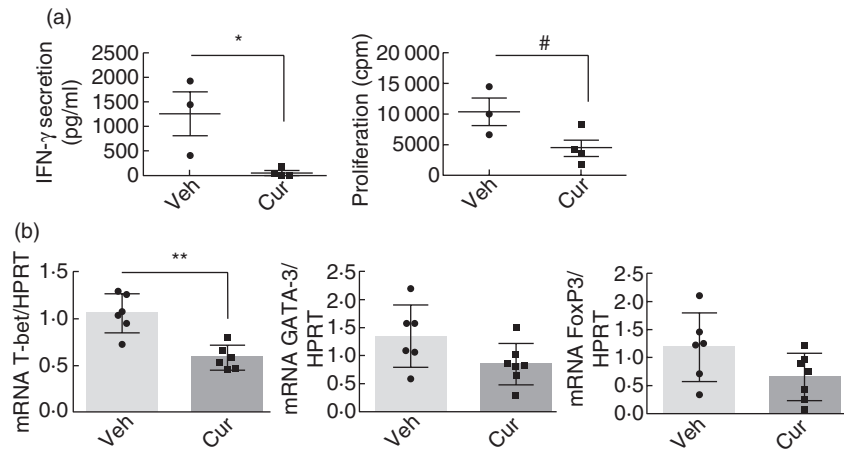 (a)
IFN-γ secretion
(pg/ml)
2500
2000
1500
1000
500
0
*
Veh
Cur
Proliferation (cpm)
20 000
15 000
10 000
5000
0
#
Veh
Cur
(b)
mRNA T-bet/HPRT
1·5
1·0
0·5
0·0
**
Veh
Cur
mRNA GATA-3/
HPRT
2·5
2·0
1·5
1·0
0·5
0·0
Veh
Cur
mRNA FoxP3/
HPRT
2·5
2·0
1·5
1·0
0·5
0·0
Veh
Cur